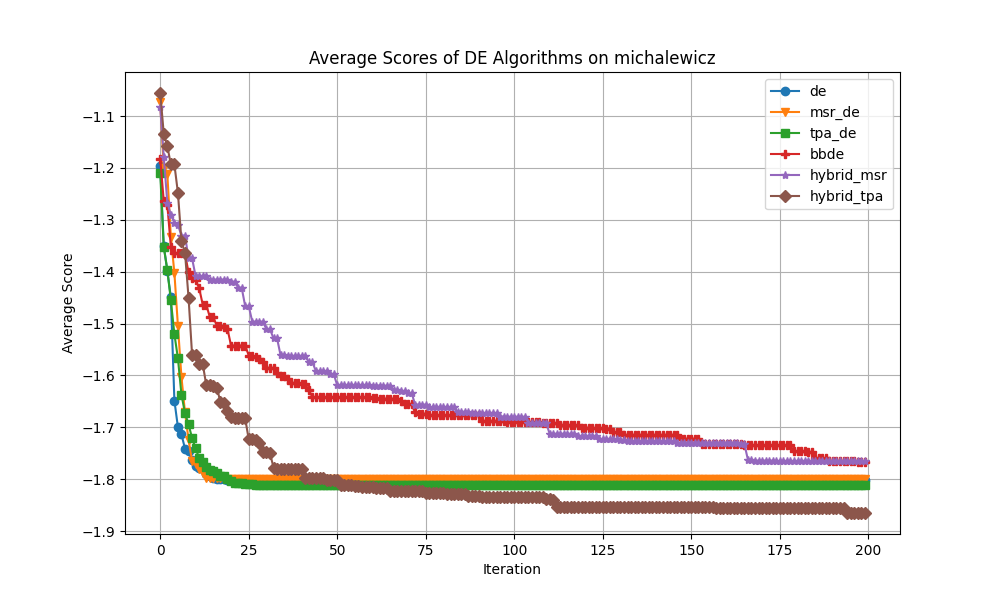 Average Scores of DE Algorithms on michalewicz
de
msr_de
tpa_de
bbde
hybrid_msr
hybrid_tpa
Average Score
−1.1
−1.2
−1.3
−1.4
−1.5
−1.6
−1.7
−1.8
−1.9
0 25 50 75 100 125 150 175 200
Iteration